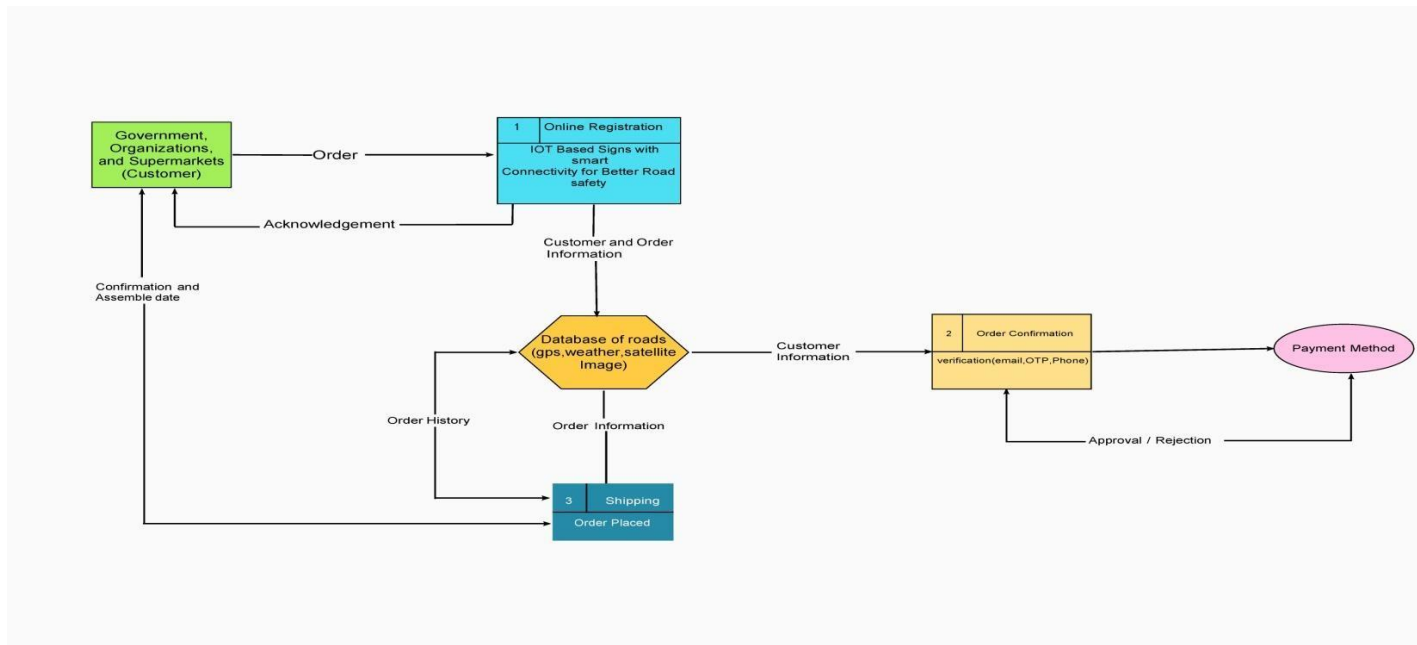 Government,
Organizations,
and Supermarkets
(Customer)
Order
1
Online Registration
IOT Based Signs with
smart
Connectivity for Better Road
safety
Acknowledgement
Customer and Order
Information
Confirmation and
Assemble date
Database of roads
(gps,weather,satellite
Image)
Customer
Information
2
Order Confirmation
verification(email,OTP,Phone)
Payment Method
Order History
Order Information
Approval / Rejection
3
Shipping
Order Placed